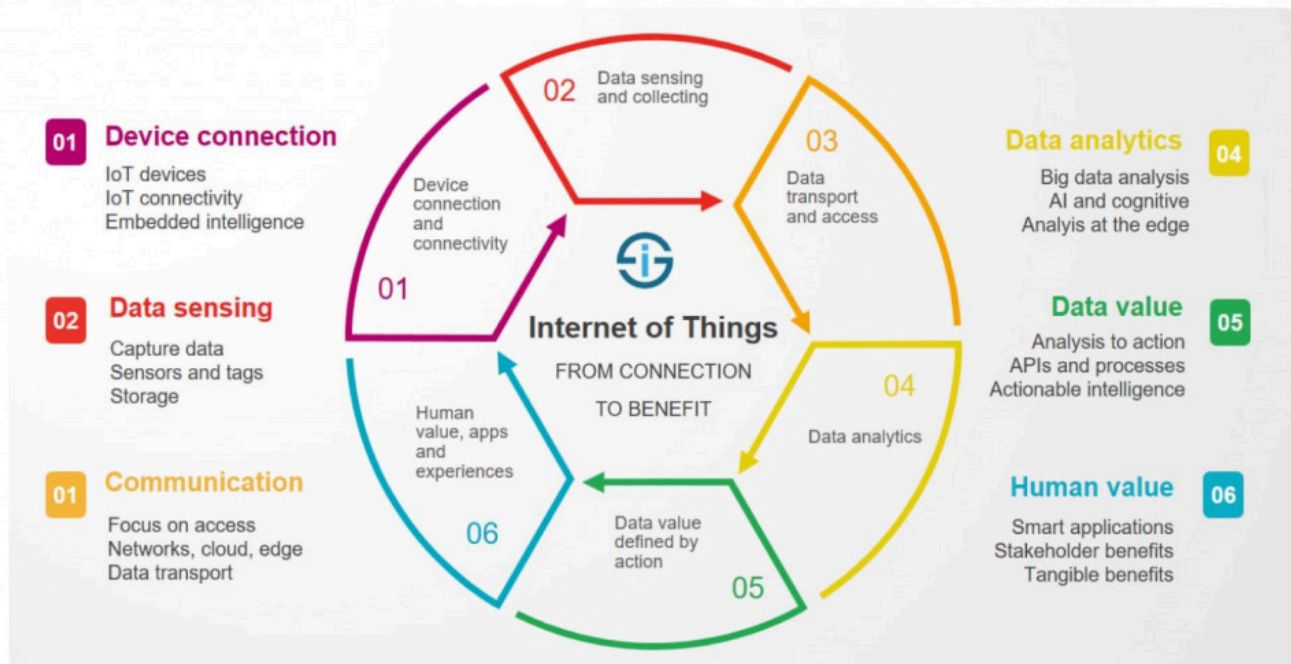 01 Device connection
IoT devices
IoT connectivity
Embedded intelligence
02 Data sensing
Capture data
Sensors and tags
Storage
01 Communication
Focus on access
Networks, cloud, edge
Data transport
01
Device
connection
and
connectivity
02
Data sensing
and collecting
03
Data
transport
and access
04
Data analytics
05
Data value
defined by
action
06
Human
value, apps
and
experiences
SiG
Internet of Things
FROM CONNECTION
TO BENEFIT
Data analytics 04
Big data analysis
AI and cognitive
Analyis at the edge
Data value 05
Analysis to action
APIs and processes
Actionable intelligence
Human value 06
Smart applications
Stakeholder benefits
Tangible benefits